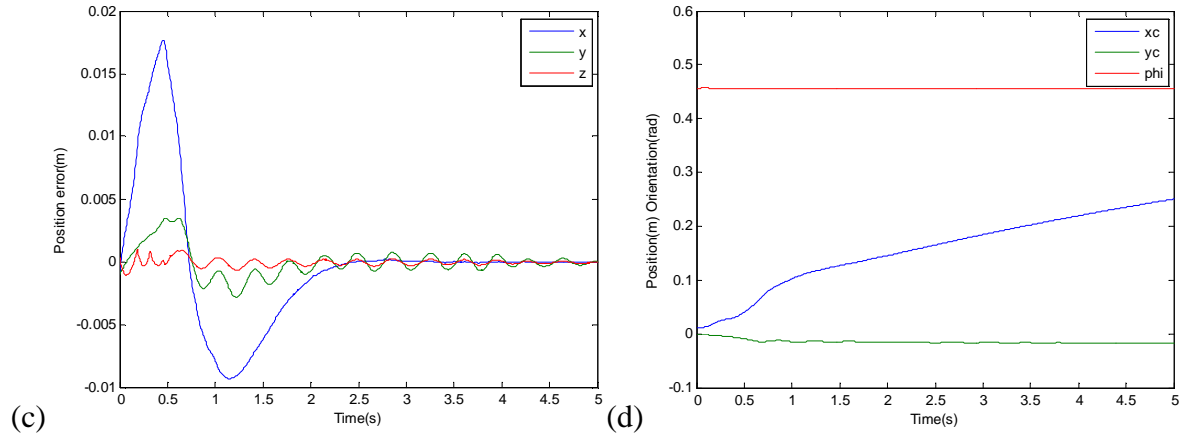 0.02
0.015
0.01
0.005
0
-0.005
-0.01
Position error(m)
x
y
z
0 0.5 1 1.5 2 2.5 3 3.5 4 4.5 5
Time(s)
(c)
0.6
0.5
0.4
0.3
0.2
0.1
0
-0.1
Position(m) Orientation(rad)
xc
yc
phi
0 0.5 1 1.5 2 2.5 3 3.5 4 4.5 5
Time(s)
(d)